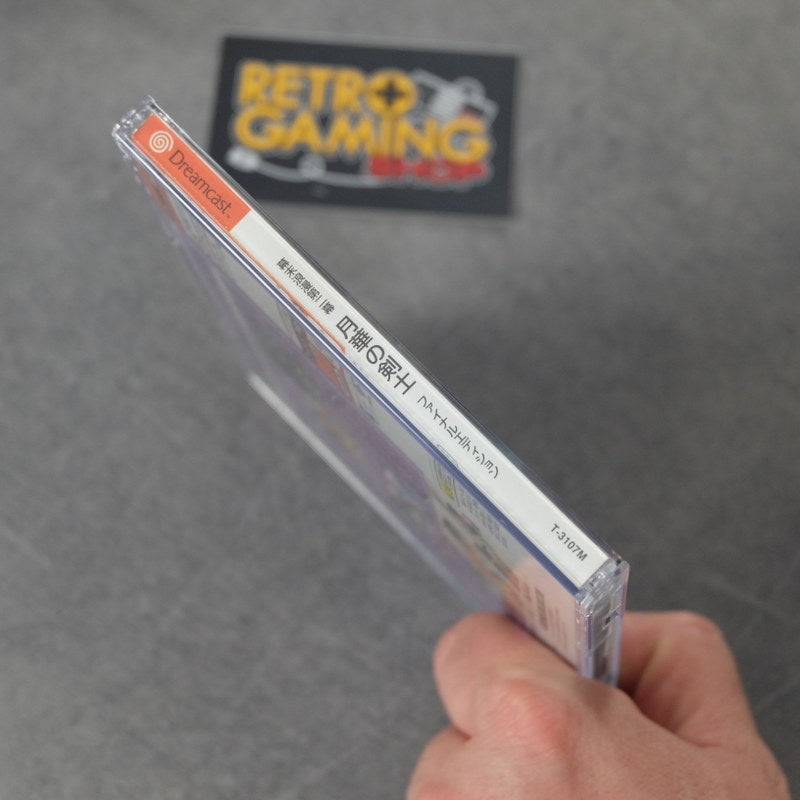 RETRO
GAMING
SHOP
Dreamcast
幕末浪漫第二幕 月華の剣士 ファイナルエディション
T-3107M